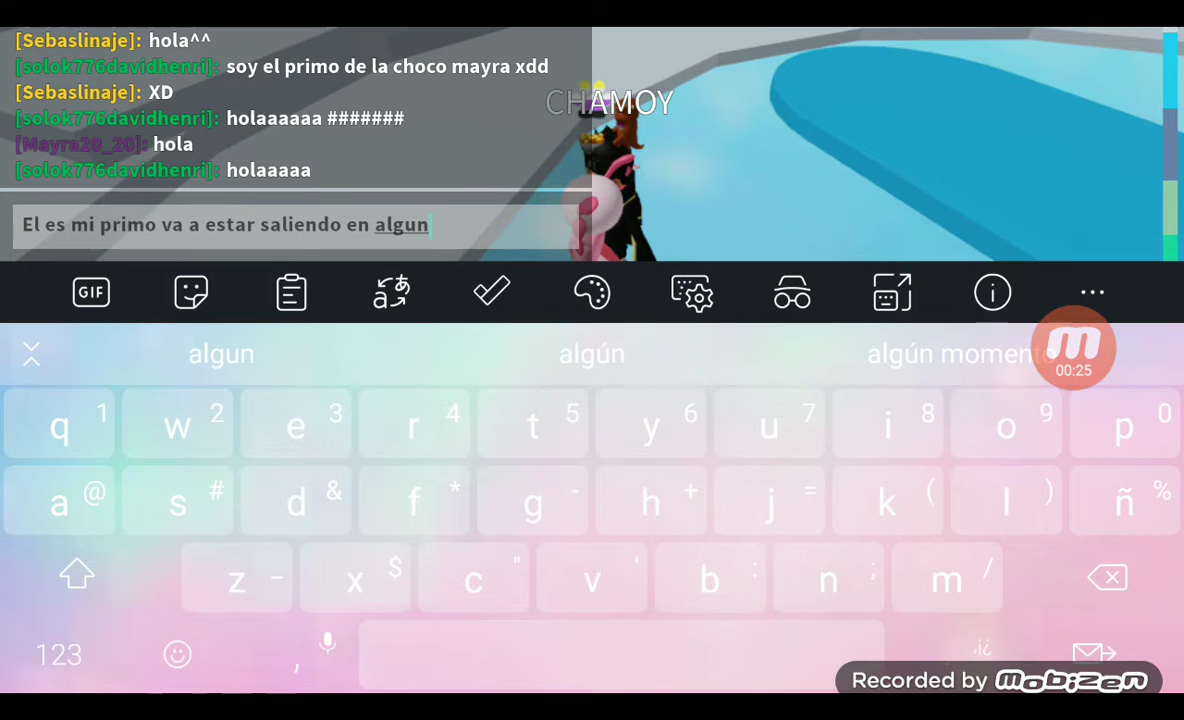 [Sebaslinaje]: hola^^
[solok776davidhenri]: soy el primo de la choco mayra xdd
[Sebaslinaje]: XD
CHAMOY
[solok776davidhenri]: holaaaaaa #######
[Mayra20_20]: hola
[solok776davidhenri]: holaaaaa
El es mi primo va a estar saliendo en algun
GIF
algun algún algún momento
00:25
q 1 w 2 e 3 r 4 t 5 y 6 u 7 i 8 o 9 p 0
a @ s # d & f * g - h + j = k ( l ) ñ %
z _ x $ c " v ' b : n ; m /
123 , . ,¡¿
Recorded by mobizen